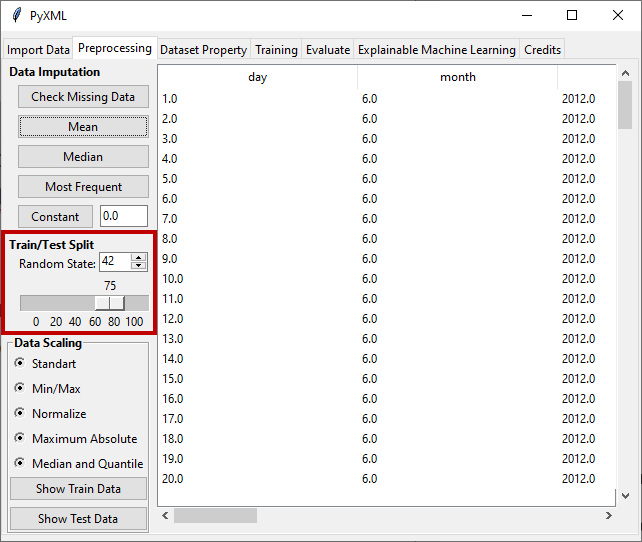 PyXML
Import Data Preprocessing Dataset Property Training Evaluate Explainable Machine Learning Credits
Data Imputation
Check Missing Data
Mean
Median
Most Frequent
Constant 0.0
Train/Test Split
Random State: 42
75
0 20 40 60 80 100
Data Scaling
Standart
Min/Max
Normalize
Maximum Absolute
Median and Quantile
Show Train Data
Show Test Data
day month
1.0 6.0 2012.0
2.0 6.0 2012.0
3.0 6.0 2012.0
4.0 6.0 2012.0
5.0 6.0 2012.0
6.0 6.0 2012.0
7.0 6.0 2012.0
8.0 6.0 2012.0
9.0 6.0 2012.0
10.0 6.0 2012.0
11.0 6.0 2012.0
12.0 6.0 2012.0
13.0 6.0 2012.0
14.0 6.0 2012.0
15.0 6.0 2012.0
16.0 6.0 2012.0
17.0 6.0 2012.0
18.0 6.0 2012.0
19.0 6.0 2012.0
20.0 6.0 2012.0